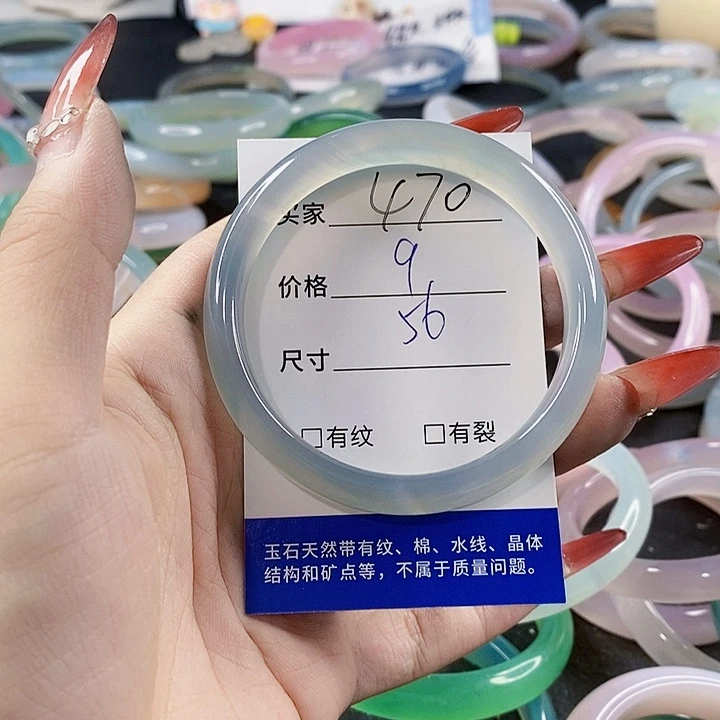 买家 470
价格 9
56
尺寸
□有纹 □有裂
玉石天然带有纹、棉、水线、晶体
结构和矿点等，不属于质量问题。